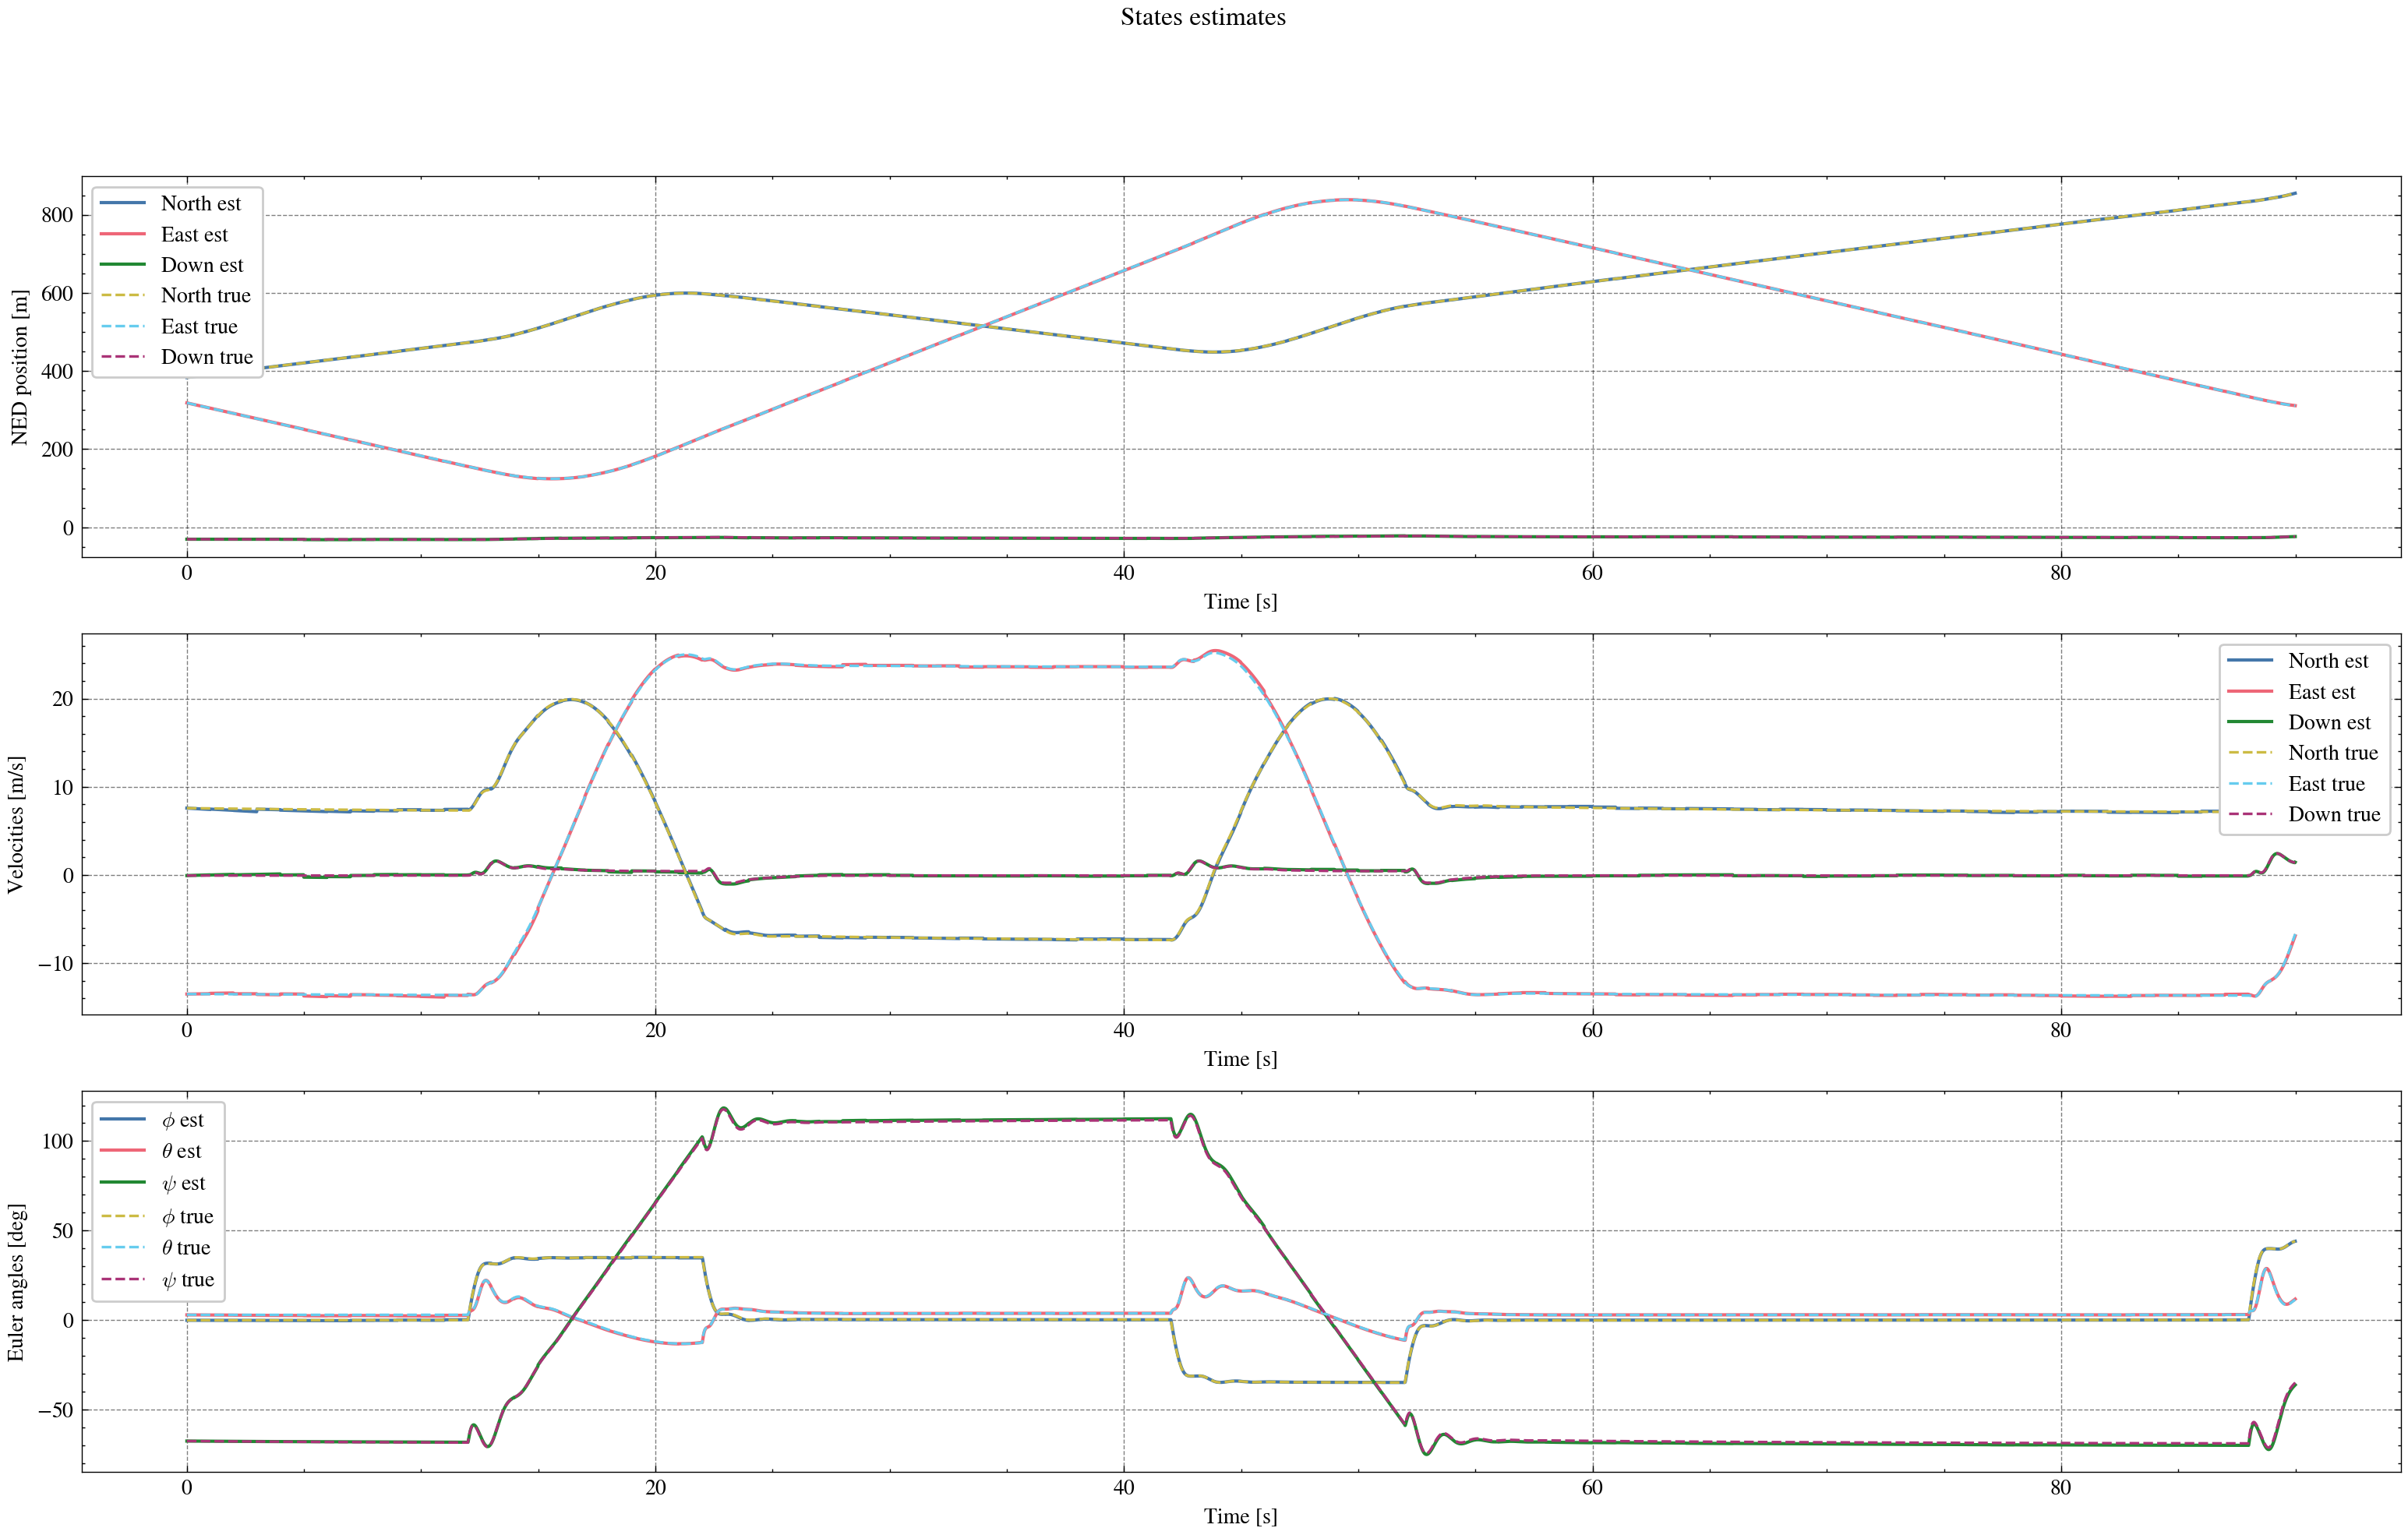 States estimates
NED position [m]
800
600
400
200
0
North est
East est
Down est
North true
East true
Down true
0 20 40 60 80
Time [s]
Velocities [m/s]
20
10
0
−10
North est
East est
Down est
North true
East true
Down true
0 20 40 60 80
Time [s]
Euler angles [deg]
100
50
0
−50
ϕ est
θ est
ψ est
ϕ true
θ true
ψ true
0 20 40 60 80
Time [s]